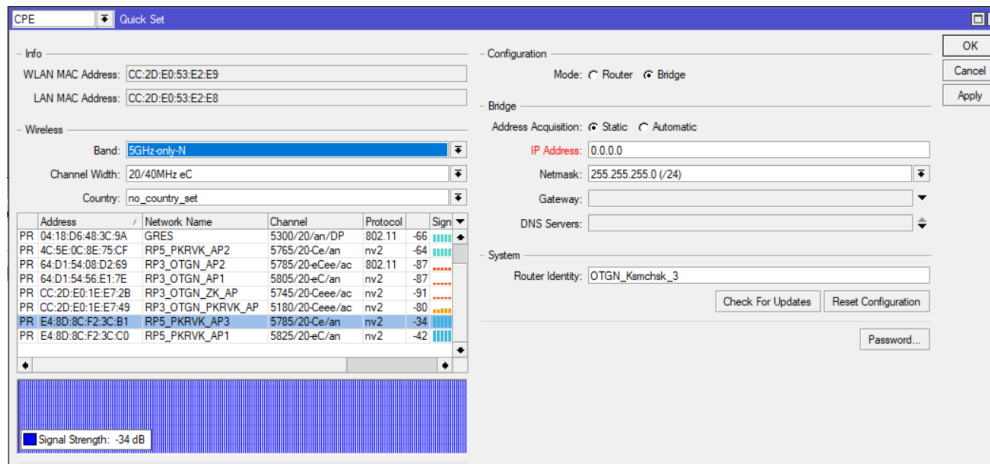 CPE Quick Set
Info
WLAN MAC Address: CC:2D:E0:53:E2:E9
LAN MAC Address: CC:2D:E0:53:E2:E8
Wireless
Band: 5GHz-only-N
Channel Width: 20/40MHz eC
Country: no_country_set
Address / Network Name Channel Protocol Sign
PR 04:18:D6:48:3C:9A GRES 5300/20/an/DP 802.11 -66
PR 4C:5E:0C:8E:75:CF RP5_PKRVK_AP2 5765/20-Ce/an nv2 -64
PR 64:D1:54:08:D2:69 RP3_OTGN_AP2 5785/20-eCee/ac 802.11 -87
PR 64:D1:54:56:E1:7E RP3_OTGN_AP1 5805/20-eC/an nv2 -87
PR CC:2D:E0:1E:E7:2B RP3_OTGN_ZK_AP 5745/20-Ceee/ac nv2 -91
PR CC:2D:E0:1E:E7:49 RP3_OTGN_PKRVK_AP 5180/20-Ceee/ac nv2 -80
PR E4:8D:8C:F2:3C:B1 RP5_PKRVK_AP3 5785/20-Ce/an nv2 -34
PR E4:8D:8C:F2:3C:C0 RP5_PKRVK_AP1 5825/20-eC/an nv2 -42
Signal Strength: -34 dB
Configuration
Mode: Router Bridge
Bridge
Address Acquisition: Static Automatic
IP Address: 0.0.0.0
Netmask: 255.255.255.0 (/24)
Gateway:
DNS Servers:
System
Router Identity: OTGN_Ksmchsk_3
Check For Updates Reset Configuration
Password...
OK
Cancel
Apply